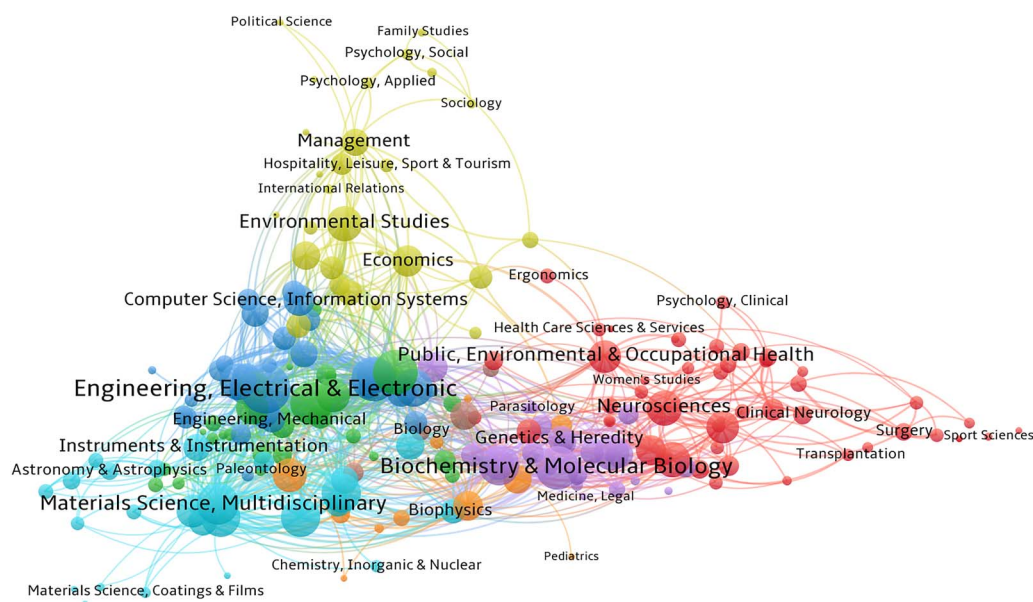 Political Science
Family Studies
Psychology, Social
Psychology, Applied
Sociology
Management
Hospitality, Leisure, Sport & Tourism
International Relations
Environmental Studies
Economics
Ergonomics
Computer Science, Information Systems
Psychology, Clinical
Health Care Sciences & Services
Public, Environmental & Occupational Health
Women's Studies
Engineering, Electrical & Electronic
Parasitology
Neurosciences
Clinical Neurology
Engineering, Mechanical
Biology
Genetics & Heredity
Surgery
Sport Sciences
Instruments & Instrumentation
Transplantation
Astronomy & Astrophysics
Paleontology
Biochemistry & Molecular Biology
Medicine, Legal
Materials Science, Multidisciplinary
Biophysics
Pediatrics
Chemistry, Inorganic & Nuclear
Materials Science, Coatings & Films